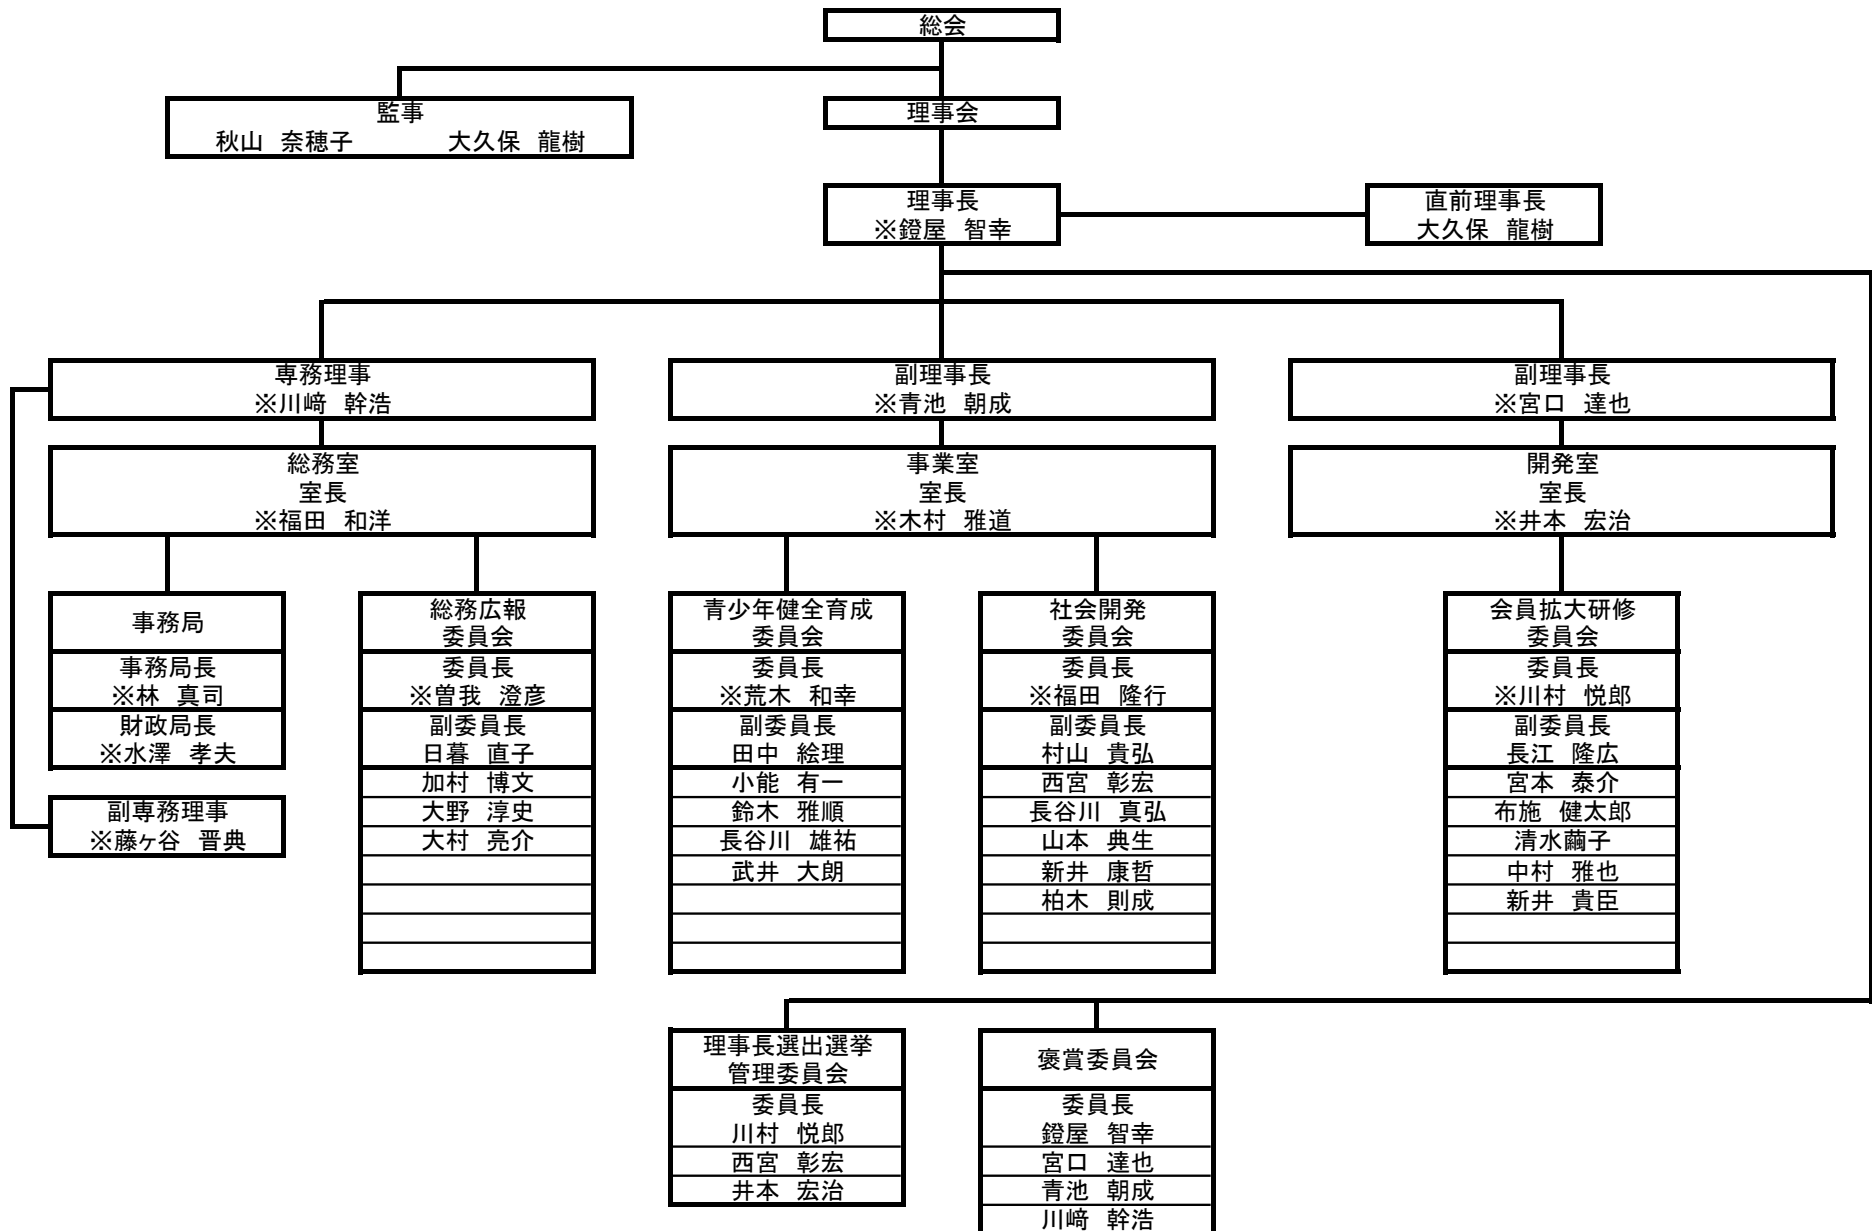 総会
監事
秋山 奈穂子 大久保 龍樹
理事会
理事長
※鐙屋 智幸
直前理事長
大久保 龍樹
専務理事
※川﨑 幹浩
副理事長
※青池 朝成
副理事長
※宮口 達也
総務室
室長
※福田 和洋
事業室
室長
※木村 雅道
開発室
室長
※井本 宏治
事務局
事務局長
※林 真司
財政局長
※水澤 孝夫
副専務理事
※藤ヶ谷 晋典
総務広報
委員会
委員長
※曽我 澄彦
副委員長
日暮 直子
加村 博文
大野 淳史
大村 亮介
青少年健全育成
委員会
委員長
※荒木 和幸
副委員長
田中 絵理
小能 有一
鈴木 雅順
長谷川 雄祐
武井 大朗
社会開発
委員会
委員長
※福田 隆行
副委員長
村山 貴弘
西宮 彰宏
長谷川 真弘
山本 典生
新井 康哲
柏木 則成
会員拡大研修
委員会
委員長
※川村 悦郎
副委員長
長江 隆広
宮本 泰介
布施 健太郎
清水繭子
中村 雅也
新井 貴臣
理事長選出選挙
管理委員会
委員長
川村 悦郎
西宮 彰宏
井本 宏治
褒賞委員会
委員長
鐙屋 智幸
宮口 達也
青池 朝成
川﨑 幹浩